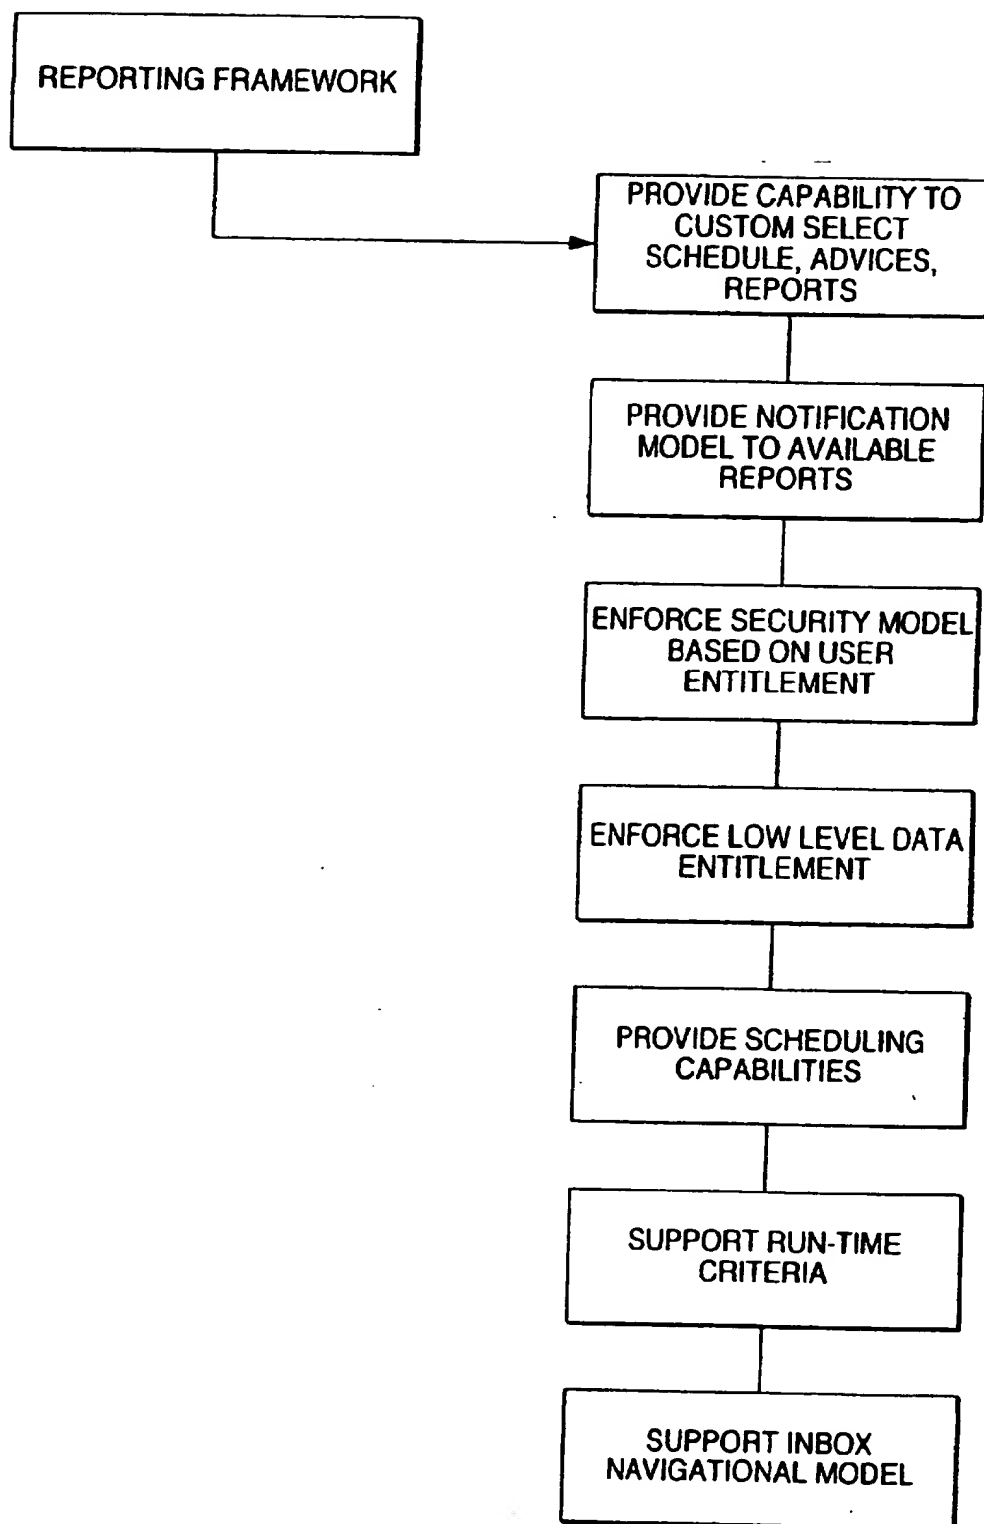 REPORTING FRAMEWORK
PROVIDE CAPABILITY TO
CUSTOM SELECT
SCHEDULE, ADVICES,
REPORTS
PROVIDE NOTIFICATION
MODEL TO AVAILABLE
REPORTS
ENFORCE SECURITY MODEL
BASED ON USER
ENTITLEMENT
ENFORCE LOW LEVEL DATA
ENTITLEMENT
PROVIDE SCHEDULING
CAPABILITIES
SUPPORT RUN-TIME
CRITERIA
SUPPORT INBOX
NAVIGATIONAL MODEL